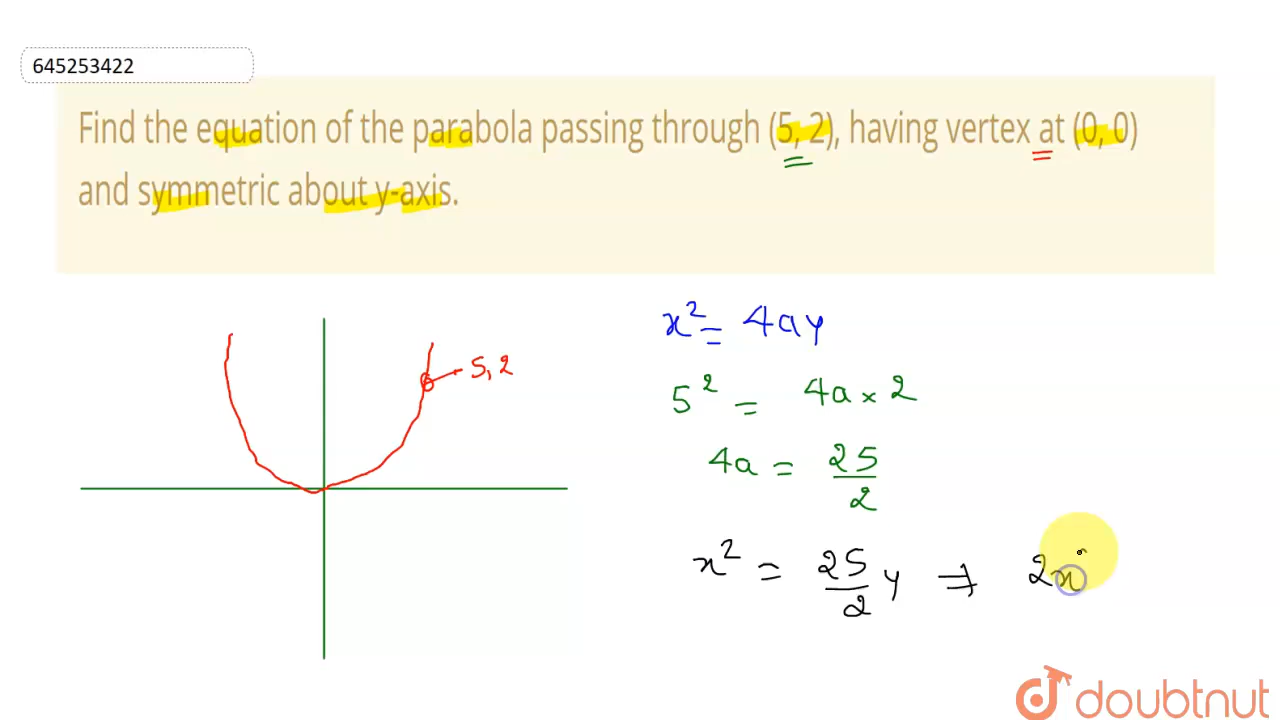 645253422
Find the equation of the parabola passing through (5, 2), having vertex at (0, 0)
and symmetric about y-axis.
x² = 4ay
5,2
5² = 4a × 2
4a = 25/2
x² = 25/2 y ⇒ 2x
doubtnut